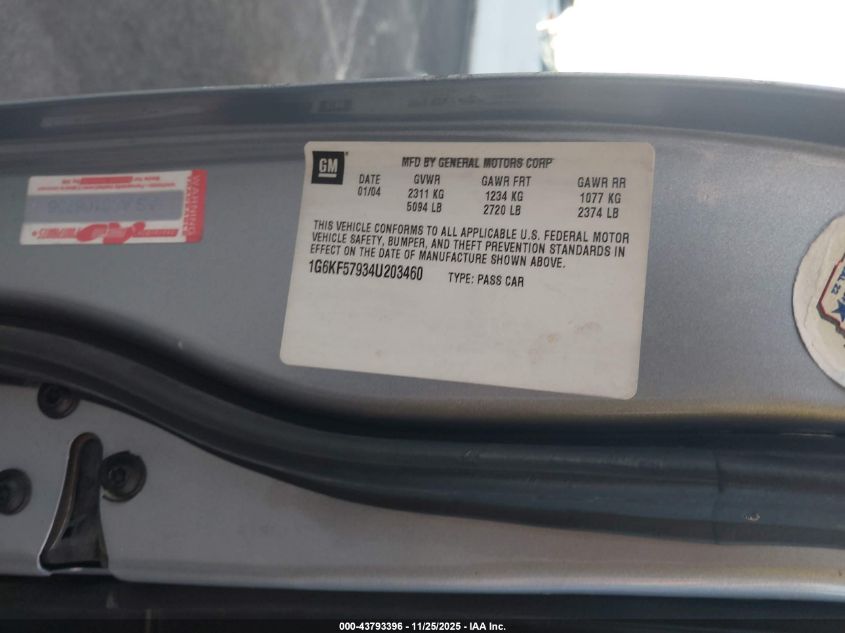 GM
MFD BY GENERAL MOTORS CORP
DATE GVWR GAWR FRT GAWR RR
01/04 2311 KG 1234 KG 1077 KG
5094 LB 2720 LB 2374 LB
THIS VEHICLE CONFORMS TO ALL APPLICABLE U.S. FEDERAL MOTOR
VEHICLE SAFETY, BUMPER, AND THEFT PREVENTION STANDARDS IN
EFFECT ON THE DATE OF MANUFACTURE SHOWN ABOVE.
1G6KF57934U203460 TYPE: PASS CAR
WARNING
22
000-43793396 - 11/25/2025 - IAA Inc.